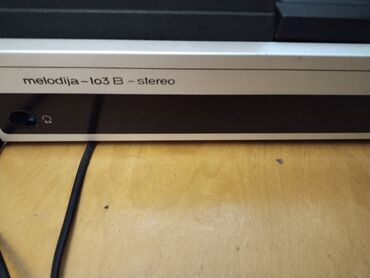 melodija-103 B - stereo